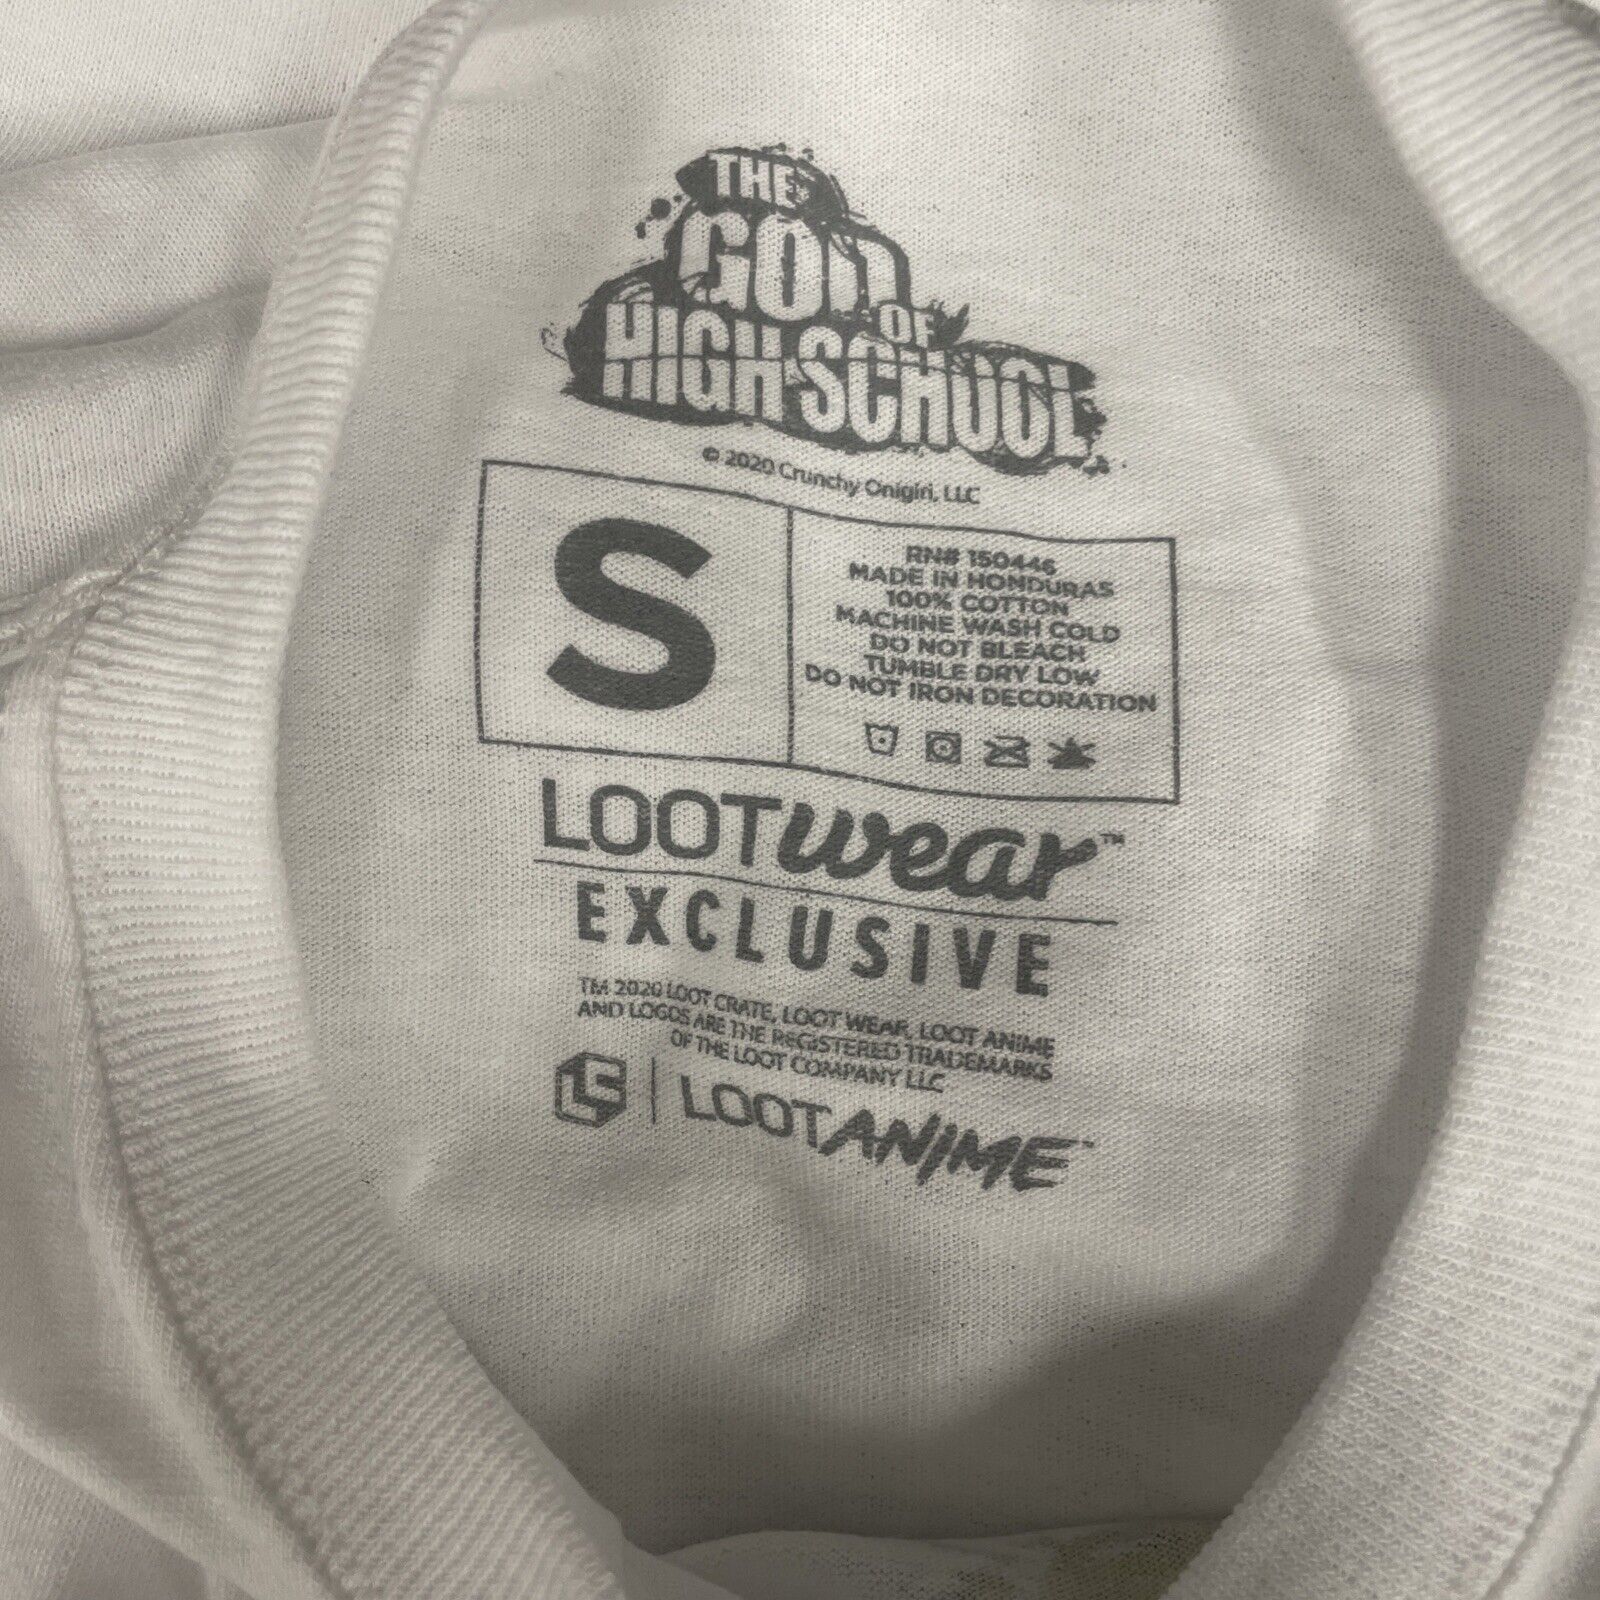 THE
GOD
OF
HIGH SCHOOL
© 2020 Crunchy Onigiri, LLC
S
RN# 150446
MADE IN HONDURAS
100% COTTON
MACHINE WASH COLD
DO NOT BLEACH
TUMBLE DRY LOW
DO NOT IRON DECORATION
LOOTwear™
EXCLUSIVE
TM 2020 LOOT CRATE, LOOT WEAR, LOOT ANIME
AND LOGOS ARE THE REGISTERED TRADEMARKS
OF THE LOOT COMPANY LLC
LC | LOOTANIME™